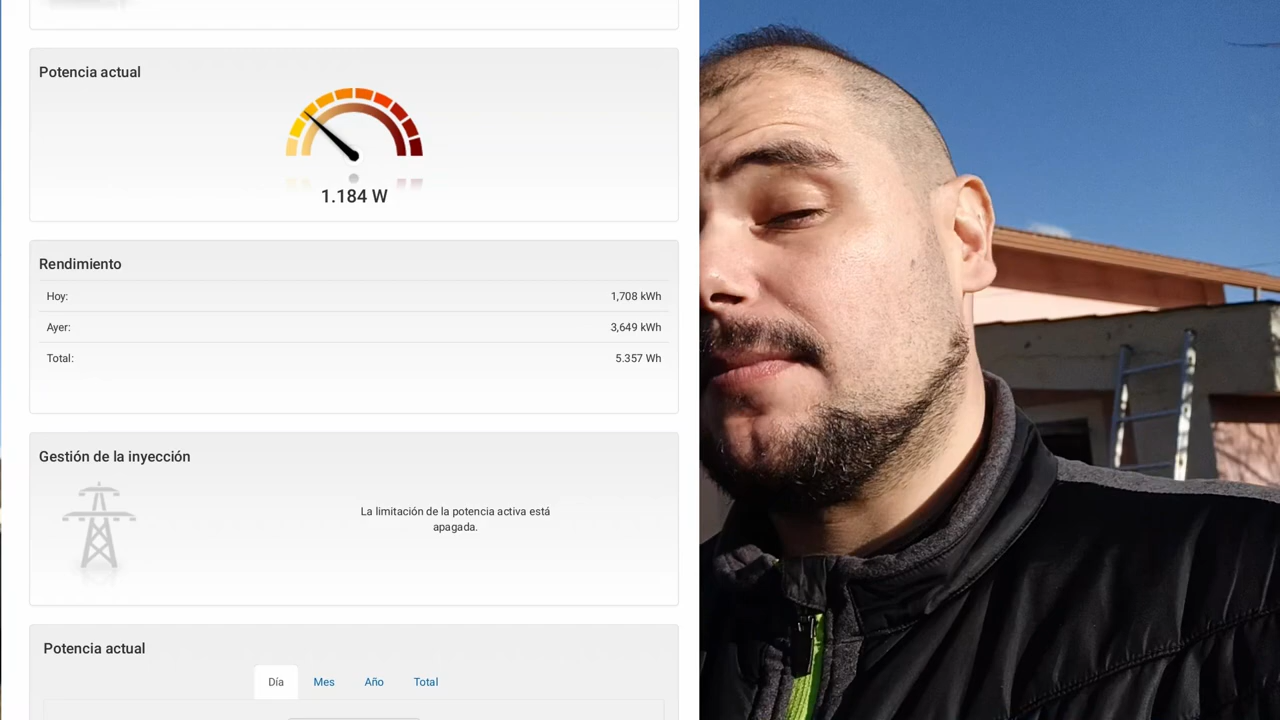 Potencia actual
1.184 W
Rendimiento
Hoy: 1,708 kWh
Ayer: 3,649 kWh
Total: 5.357 Wh
Gestión de la inyección
La limitación de la potencia activa está
apagada.
Potencia actual
Día Mes Año Total